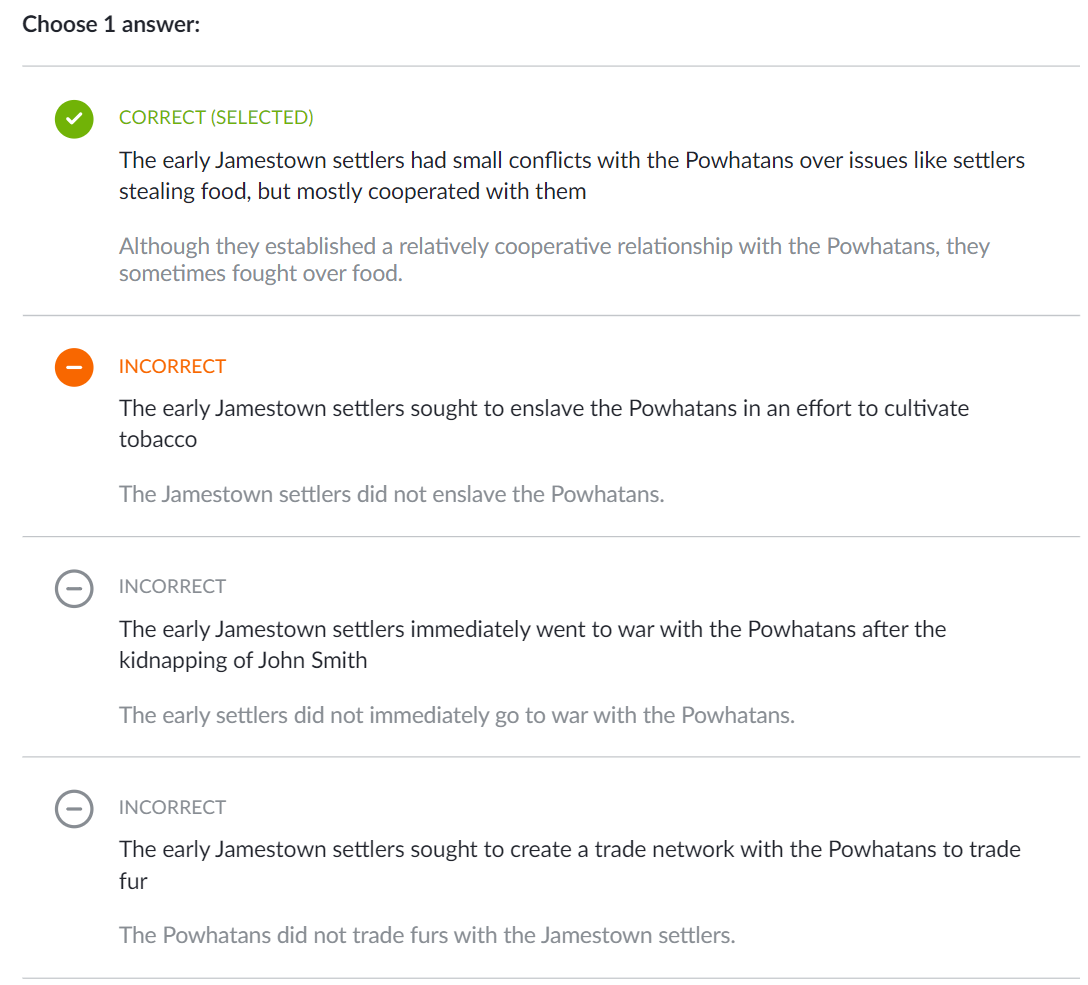 Choose 1 answer:
CORRECT (SELECTED)
The early Jamestown settlers had small conflicts with the Powhatans over issues like settlers
stealing food, but mostly cooperated with them
Although they established a relatively cooperative relationship with the Powhatans, they
sometimes fought over food.
INCORRECT
The early Jamestown settlers sought to enslave the Powhatans in an effort to cultivate
tobacco
The Jamestown settlers did not enslave the Powhatans.
INCORRECT
The early Jamestown settlers immediately went to war with the Powhatans after the
kidnapping of John Smith
The early settlers did not immediately go to war with the Powhatans.
INCORRECT
The early Jamestown settlers sought to create a trade network with the Powhatans to trade
fur
The Powhatans did not trade furs with the Jamestown settlers.